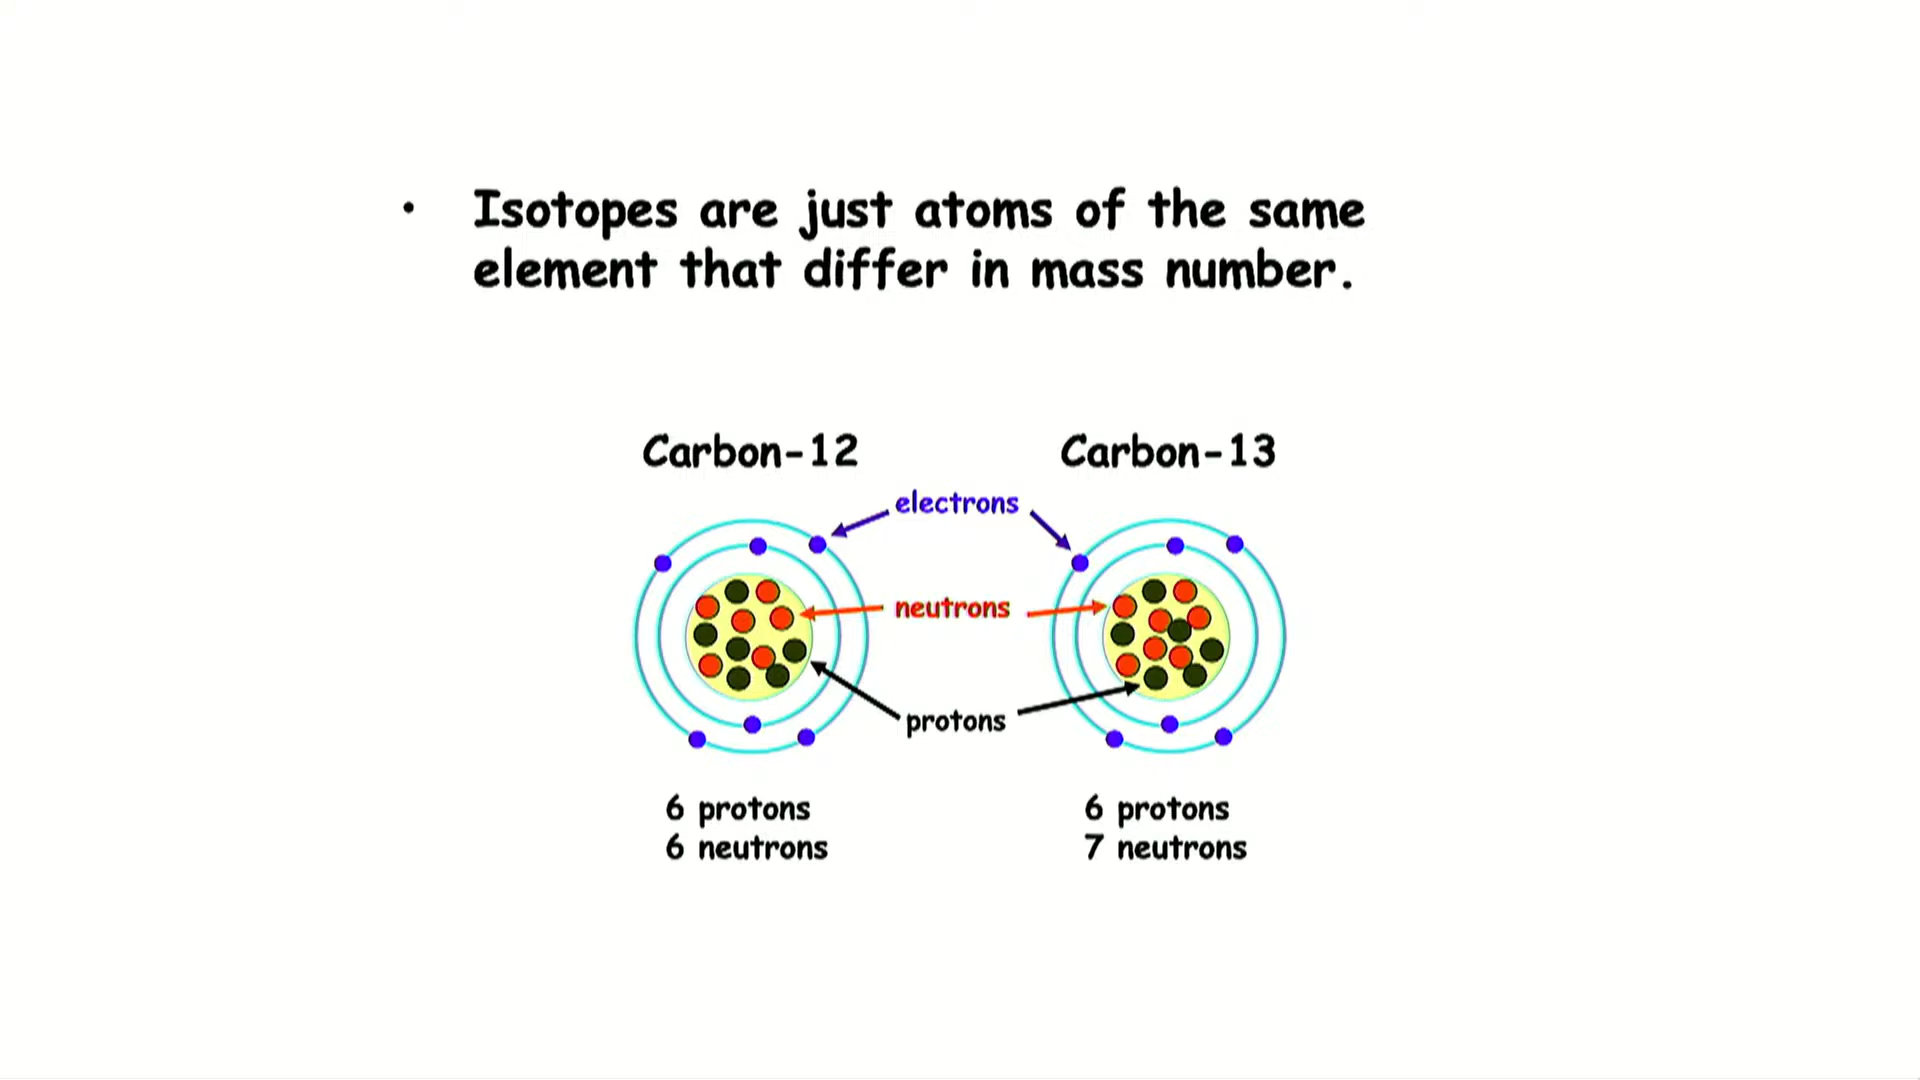 • Isotopes are just atoms of the same
element that differ in mass number.
Carbon-12
Carbon-13
electrons
neutrons
protons
6 protons
6 neutrons
6 protons
7 neutrons